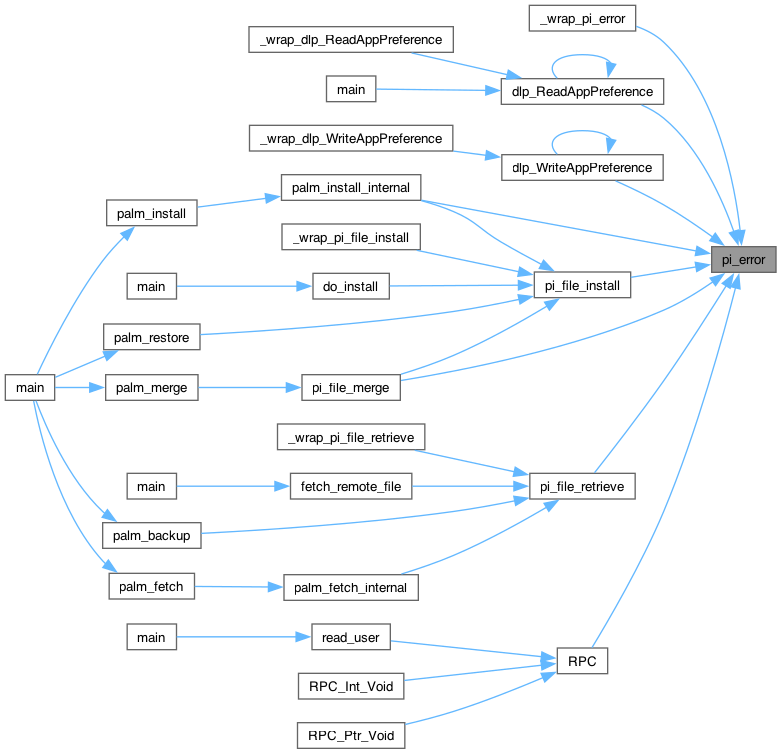 _wrap_pi_error
_wrap_dlp_ReadAppPreference
main
dlp_ReadAppPreference
_wrap_dlp_WriteAppPreference
dlp_WriteAppPreference
palm_install_internal
palm_install
_wrap_pi_file_install
pi_error
main
do_install
pi_file_install
palm_restore
main
palm_merge
pi_file_merge
_wrap_pi_file_retrieve
main
fetch_remote_file
pi_file_retrieve
palm_backup
palm_fetch
palm_fetch_internal
main
read_user
RPC
RPC_Int_Void
RPC_Ptr_Void